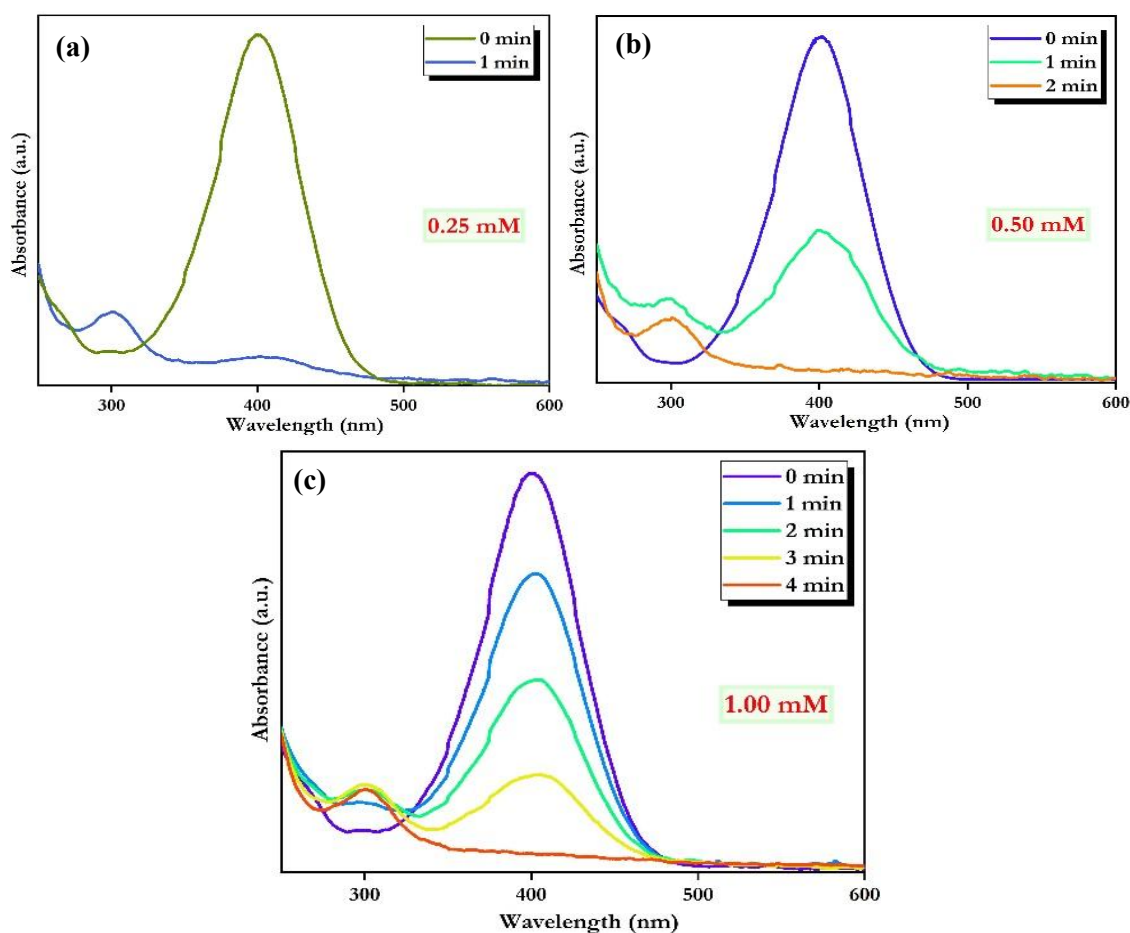 (a)
0 min
1 min
Absorbance (a.u.)
0.25 mM
300
400
500
600
Wavelength (nm)
(b)
0 min
1 min
2 min
Absorbance (a.u.)
0.50 mM
300
400
500
600
Wavelength (nm)
(c)
0 min
1 min
2 min
3 min
4 min
Absorbance (a.u.)
1.00 mM
300
400
500
600
Wavelength (nm)